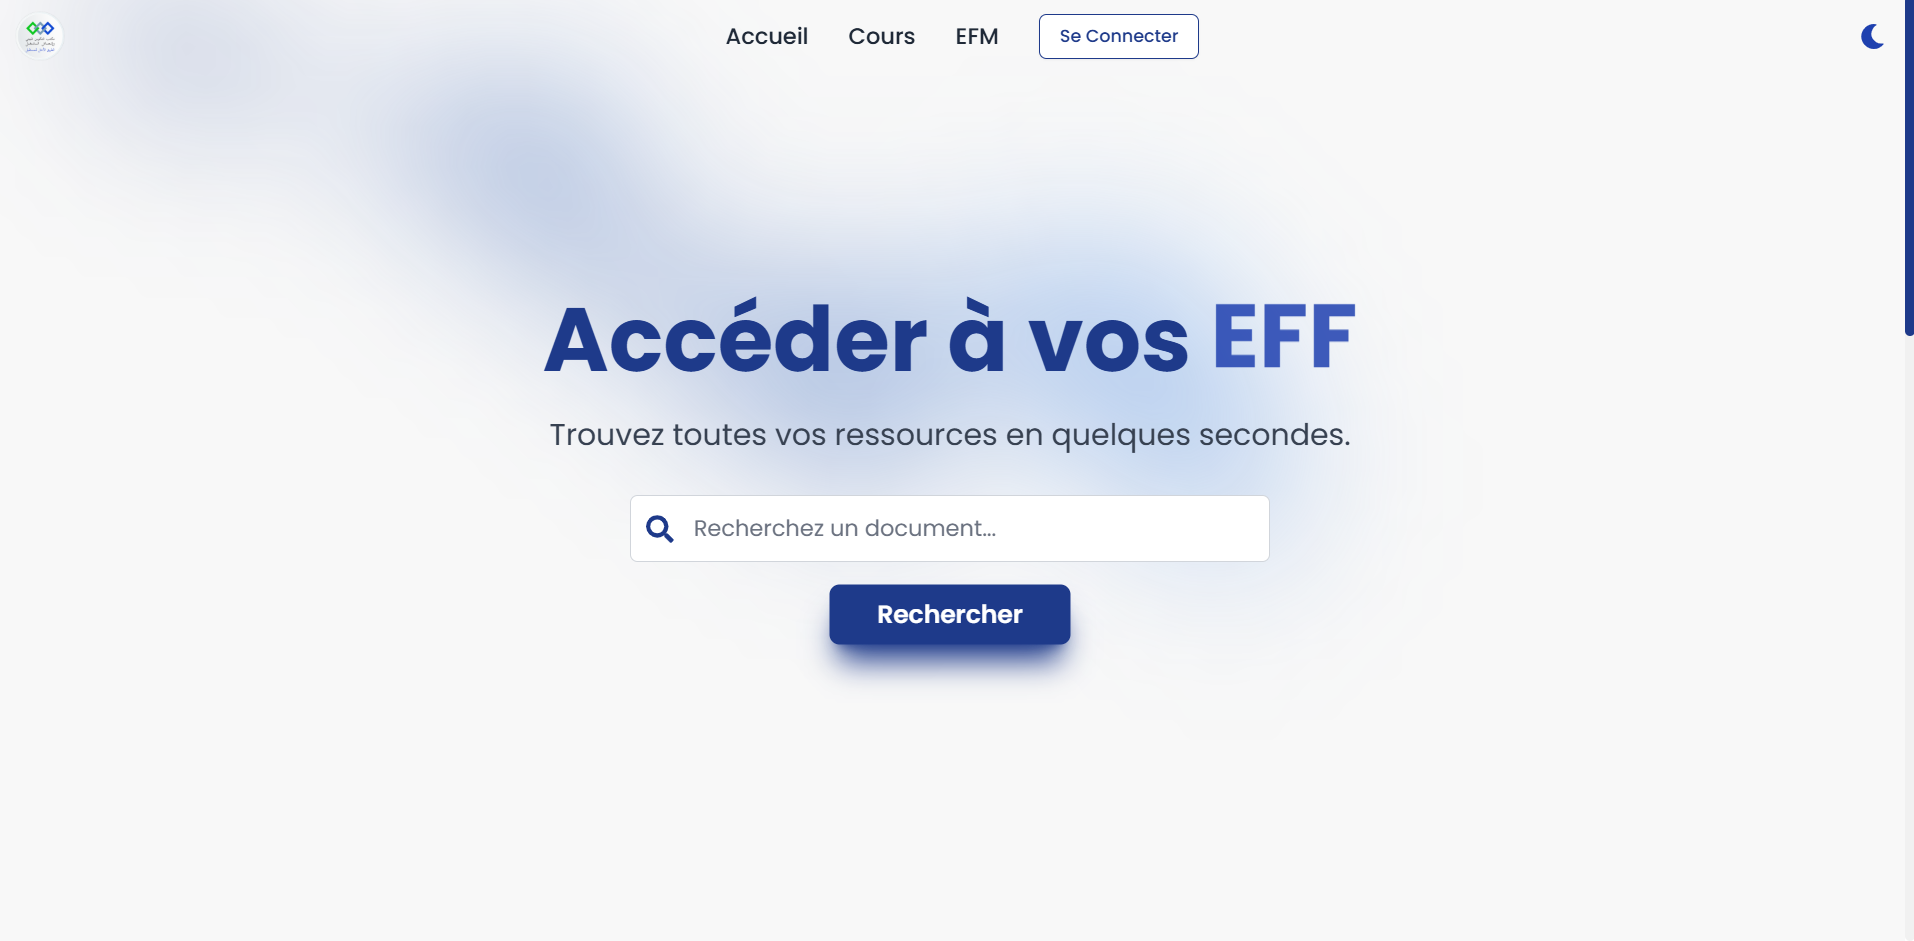 Accueil
Cours
EFM
Se Connecter
Accéder à vos EFF
Trouvez toutes vos ressources en quelques secondes.
Recherchez un document...
Rechercher